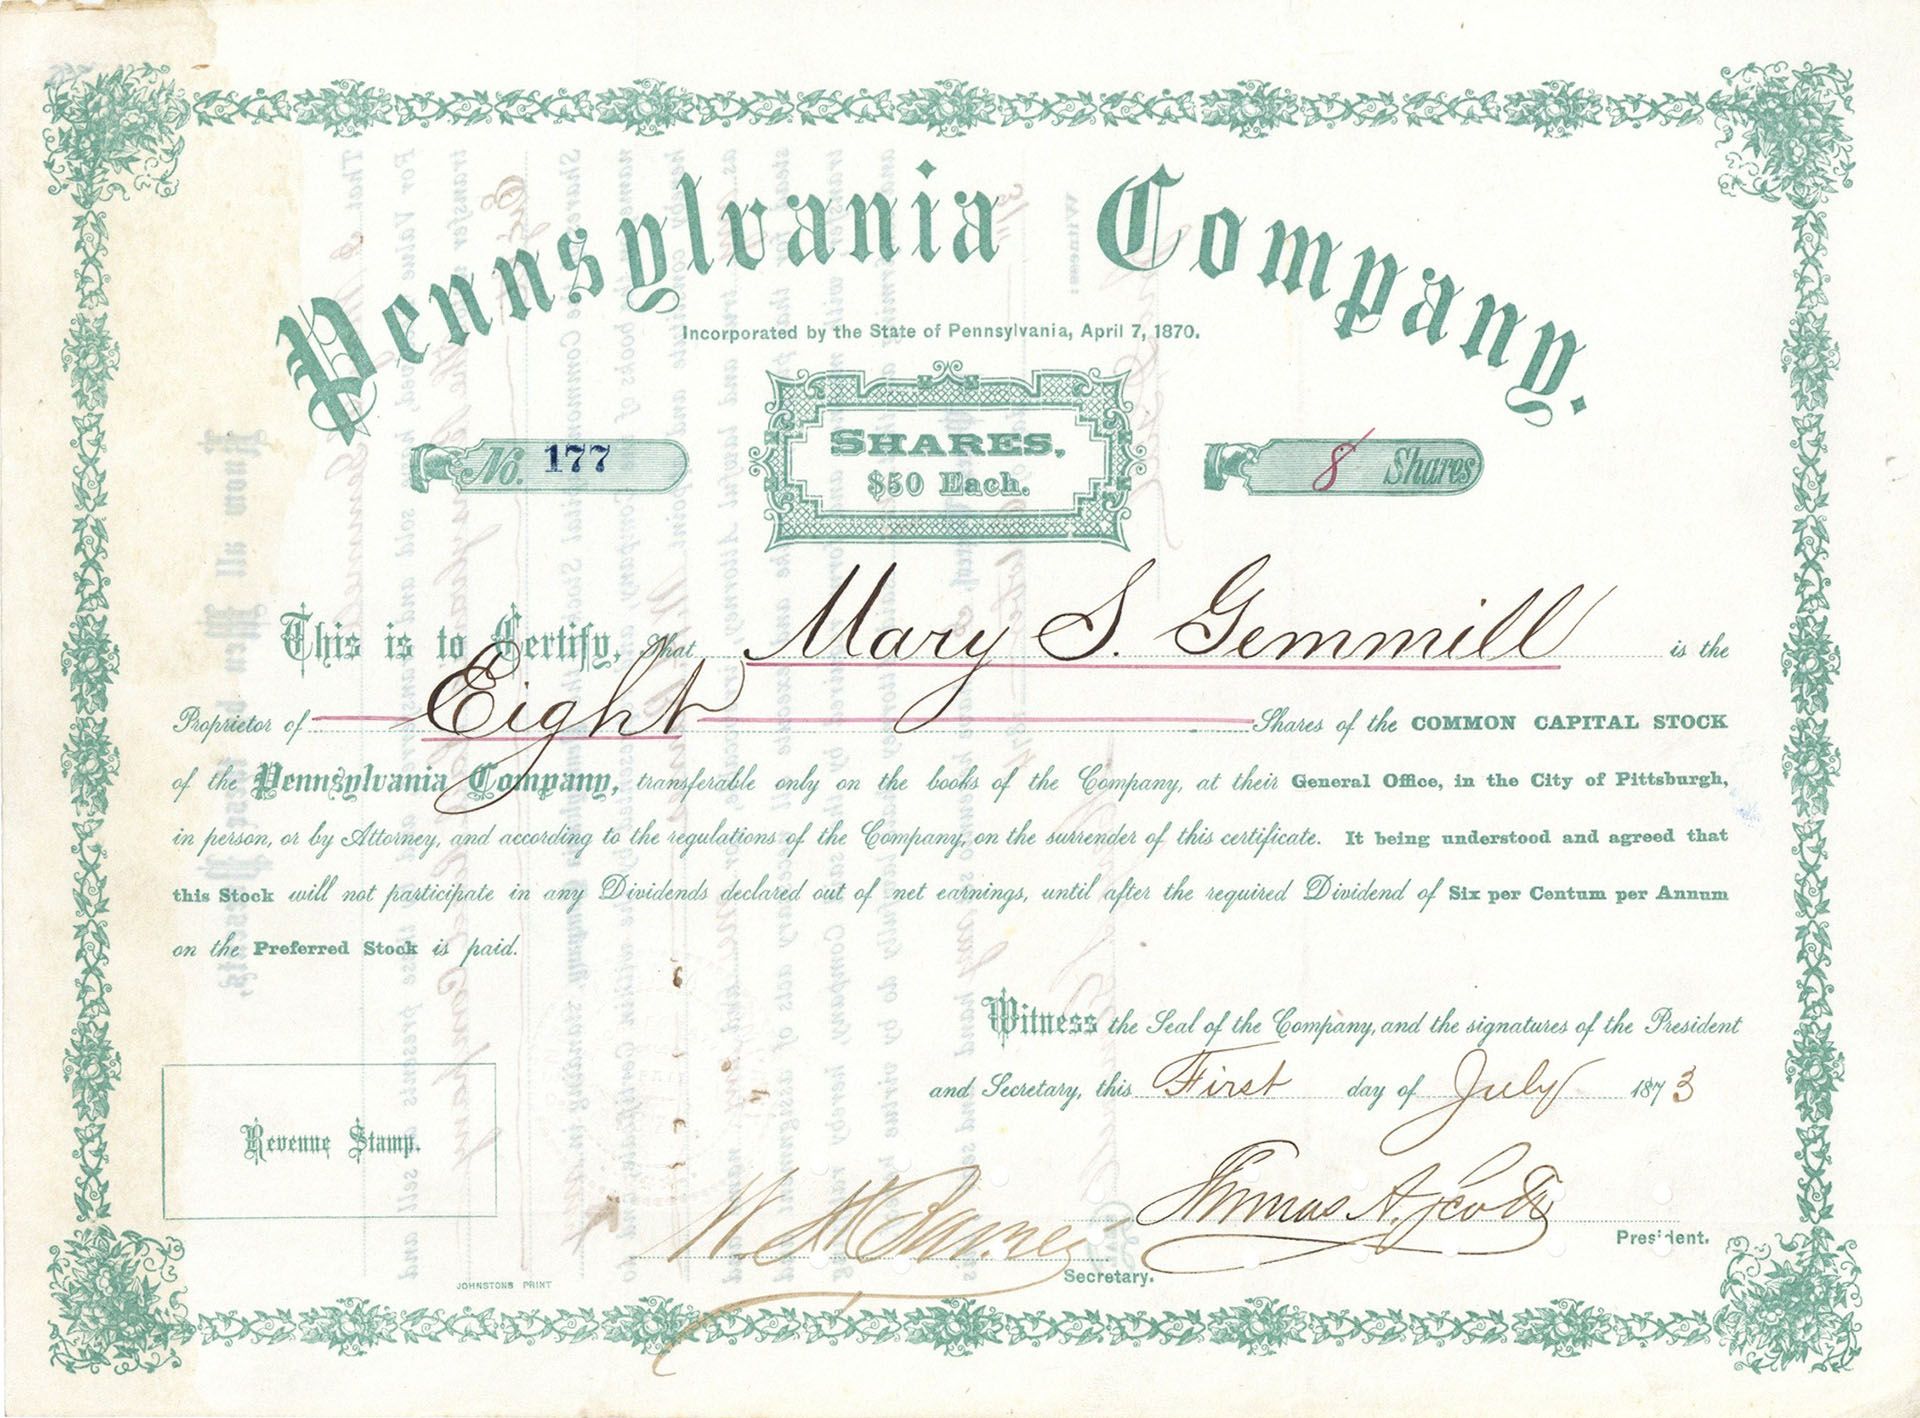 Pennsylvania Company.
Incorporated by the State of Pennsylvania, April 7, 1870.
No. 177
SHARES,
$50 Each.
8 Shares
This is to Certify, that Mary S. Gemmill is the
Proprietor of Eight Shares of the COMMON CAPITAL STOCK
of the Pennsylvania Company, transferable only on the books of the Company, at their General Office, in the City of Pittsburgh,
in person, or by Attorney, and according to the regulations of the Company, on the surrender of this certificate. It being understood and agreed that
this Stock will not participate in any Dividends declared out of net earnings, until after the required Dividend of Six per Centum per Annum
on the Preferred Stock is paid.
Witness the Seal of the Company, and the signatures of the President
and Secretary, this First day of July 1873
Revenue Stamp.
W. H. Barnes
Secretary.
Thomas A. Scott
President.
JOHNSTONS PRINT